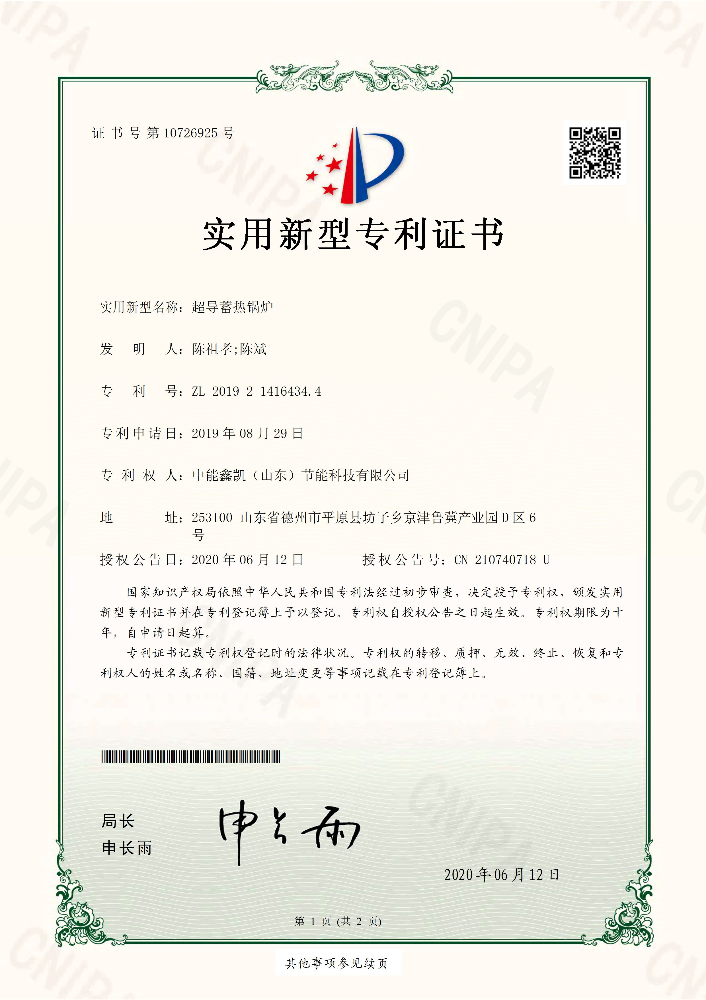 证书号第10726925号
实用新型专利证书
实用新型名称：超导蓄热锅炉
发明人：陈祖孝;陈斌
专利号：ZL 2019 2 1416434.4
专利申请日：2019年08月29日
专利权人：中能鑫凯（山东）节能科技有限公司
地址：253100 山东省德州市平原县坊子乡京津鲁冀产业园D区6
号
授权公告日：2020年06月12日 授权公告号：CN 210740718 U
国家知识产权局依照中华人民共和国专利法经过初步审查，决定授予专利权，颁发实用
新型专利证书并在专利登记簿上予以登记。专利权自授权公告之日起生效。专利权期限为十
年，自申请日起算。
专利证书记载专利权登记时的法律状况。专利权的转移、质押、无效、终止、恢复和专
利权人的姓名或名称、国籍、地址变更等事项记载在专利登记簿上。
局长
申长雨
申长雨
2020年06月12日
第 1 页 (共 2 页)
其他事项参见续页
CNIPA
CNIPA
CNIPA
CNIPA